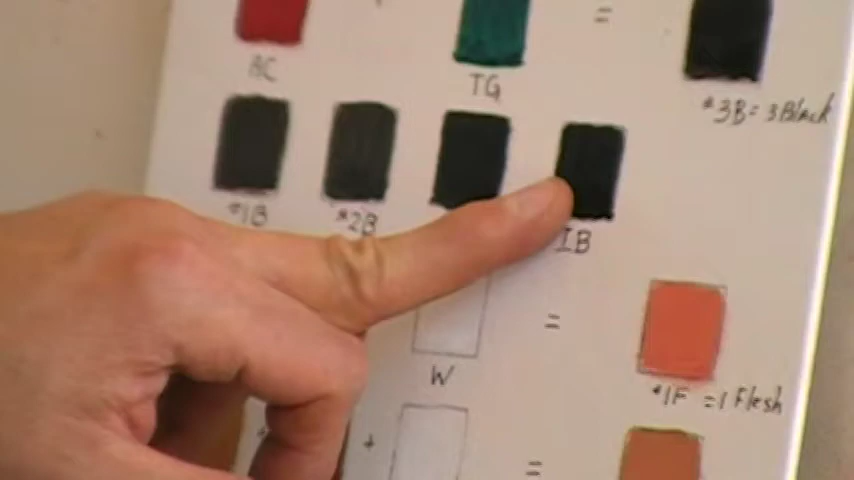 =
AC
TG
*3B = 3 Black
*1B
*2B
IB
=
W
*1F = 1 Flesh
+
=